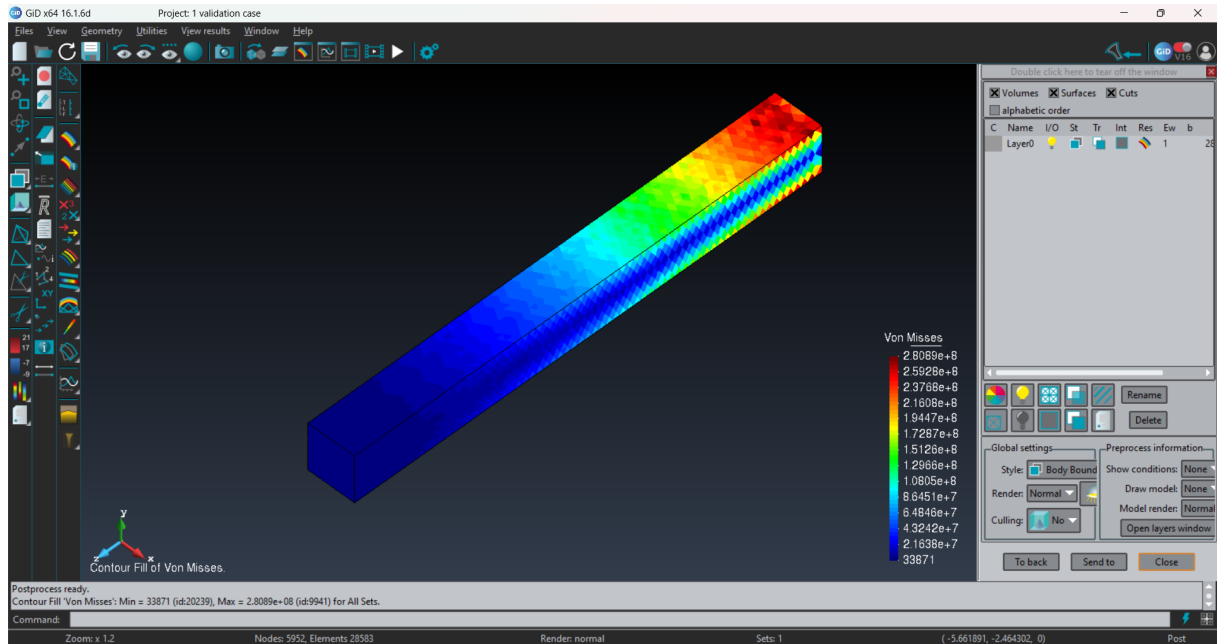 GiD x64 16.1.6d Project: 1 validation case
Files View Geometry Utilities View results Window Help
GiD V16
Double click here to tear off the window
Volumes Surfaces Cuts
alphabetic order
C Name I/O St Tr Int Res Ew b
Layer0 1 28
Rename
Delete
Global settings
Style: Body Bound
Render: Normal
Culling: No
Preprocess information
Show conditions: None
Draw model: None
Model render: Normal
Open layers window
To back Send to Close
Von Misses
2.8089e+8
2.5928e+8
2.3768e+8
2.1608e+8
1.9447e+8
1.7287e+8
1.5126e+8
1.2966e+8
1.0805e+8
8.6451e+7
6.4846e+7
4.3242e+7
2.1638e+7
33871
y
z x
Contour Fill of Von Misses.
Postprocess ready.
Contour Fill 'Von Misses': Min = 33871 (id:20239), Max = 2.8089e+08 (id:9941) for All Sets.
Command:
Zoom: x 1.2 Nodes: 5952, Elements 28583 Render: normal Sets: 1 ( -5.661891, -2.464302, 0) Post